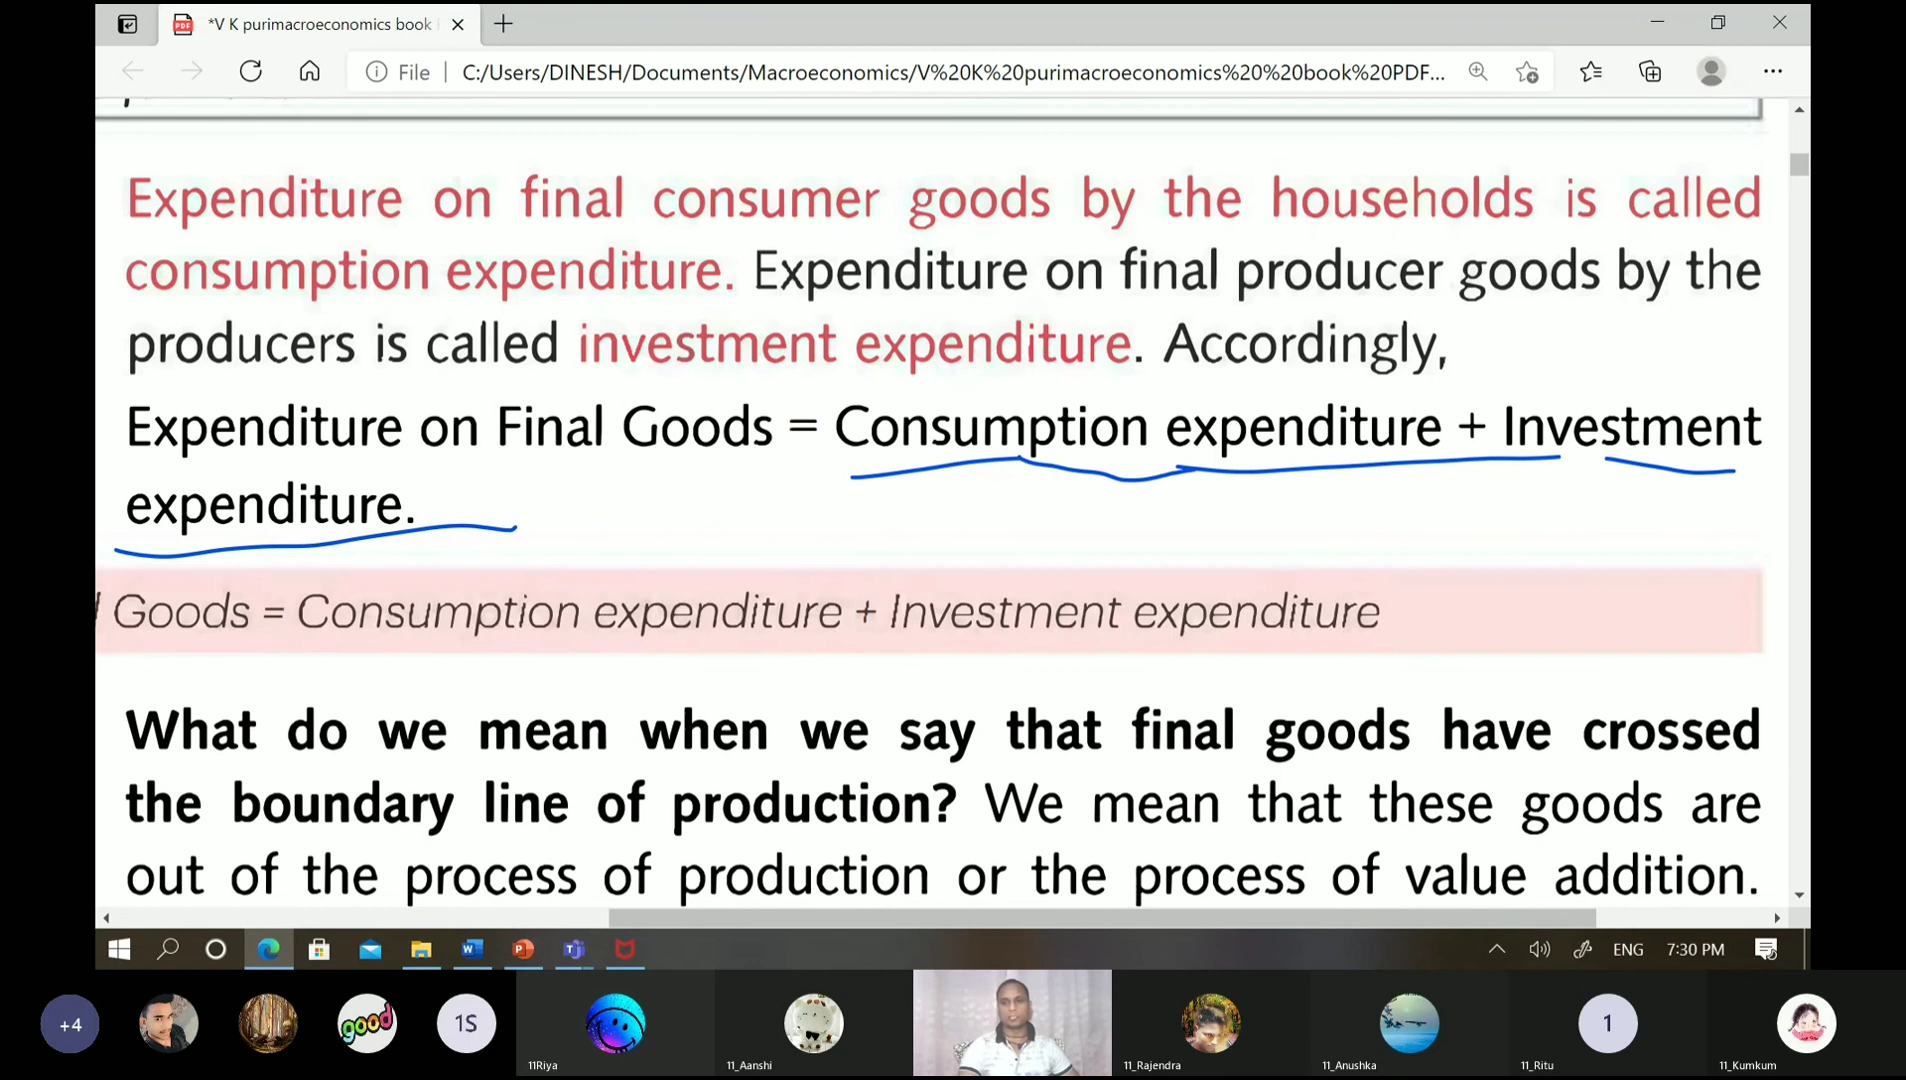 *V K purimacroeconomics book
File
C:/Users/DINESH/Documents/Macroeconomics/V%20K%20purimacroeconomics%20%20book%20PDF...
Expenditure on final consumer goods by the households is called
consumption expenditure. Expenditure on final producer goods by the
producers is called investment expenditure. Accordingly,
Expenditure on Final Goods = Consumption expenditure + Investment
expenditure.
Goods = Consumption expenditure + Investment expenditure
What do we mean when we say that final goods have crossed
the boundary line of production? We mean that these goods are
out of the process of production or the process of value addition.
ENG 7:30 PM
+4
good
1S
1
11Riya
11_Aanshi
11_Rajendra
11_Anushka
11_Ritu
11_Kumkum